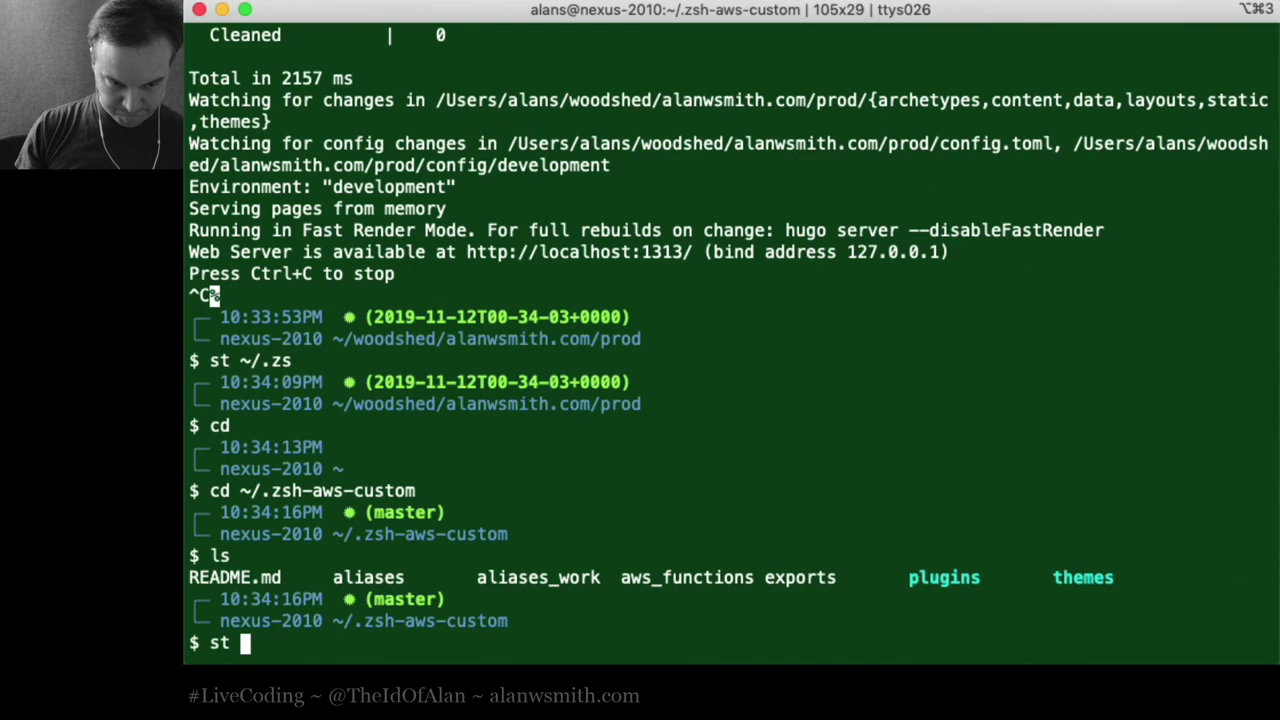 alans@nexus-2010:~/.zsh-aws-custom | 105x29 | ttys026
⌥⌘3
Cleaned | 0
Total in 2157 ms
Watching for changes in /Users/alans/woodshed/alanwsmith.com/prod/{archetypes,content,data,layouts,static
,themes}
Watching for config changes in /Users/alans/woodshed/alanwsmith.com/prod/config.toml, /Users/alans/woodsh
ed/alanwsmith.com/prod/config/development
Environment: "development"
Serving pages from memory
Running in Fast Render Mode. For full rebuilds on change: hugo server --disableFastRender
Web Server is available at http://localhost:1313/ (bind address 127.0.0.1)
Press Ctrl+C to stop
^C%
10:33:53PM ✹ (2019-11-12T00-34-03+0000)
nexus-2010 ~/woodshed/alanwsmith.com/prod
$ st ~/.zs
10:34:09PM ✹ (2019-11-12T00-34-03+0000)
nexus-2010 ~/woodshed/alanwsmith.com/prod
$ cd
10:34:13PM
nexus-2010 ~
$ cd ~/.zsh-aws-custom
10:34:16PM ✹ (master)
nexus-2010 ~/.zsh-aws-custom
$ ls
README.md aliases aliases_work aws_functions exports plugins themes
10:34:16PM ✹ (master)
nexus-2010 ~/.zsh-aws-custom
$ st
#LiveCoding ~ @TheIdOfAlan ~ alanwsmith.com